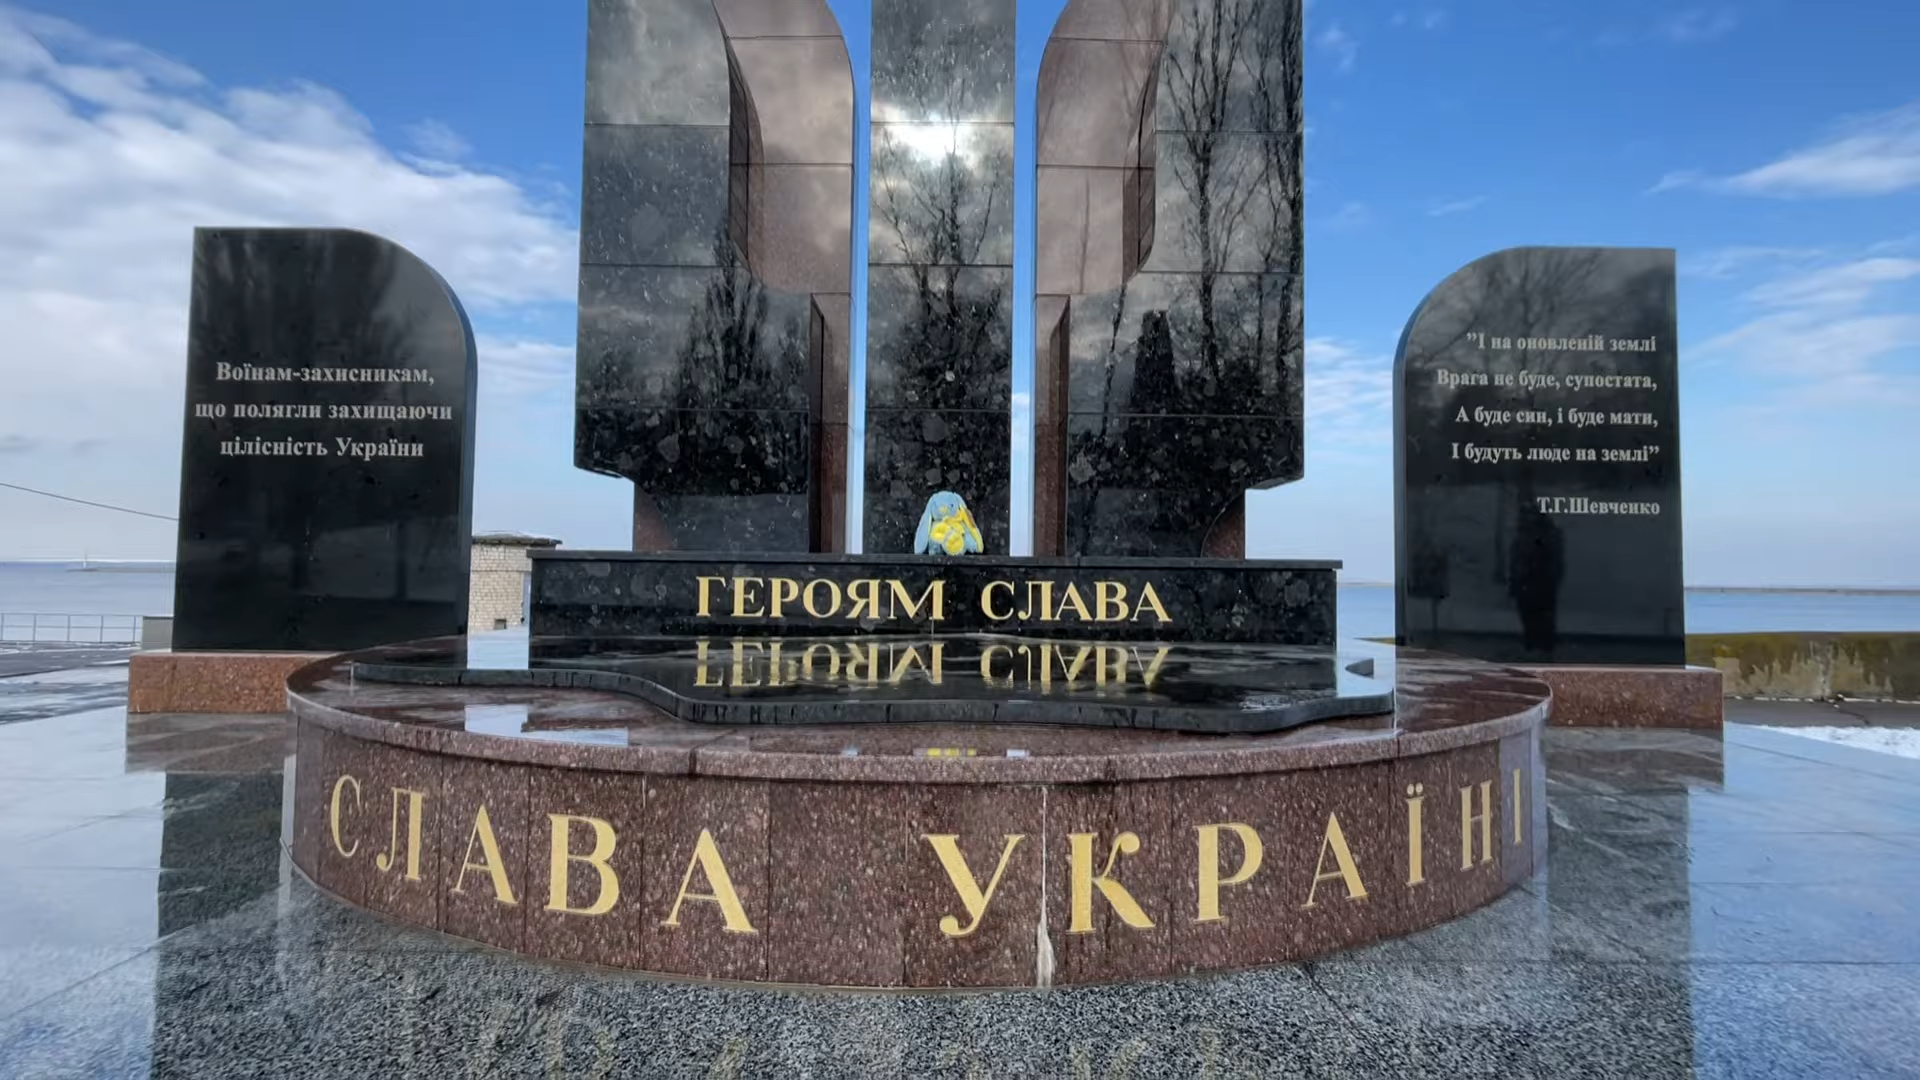 Воїнам-захисникам,
що полягли захищаючи
цілісність України
"І на оновленій землі
Врага не буде, супостата,
А буде син, і буде мати,
І будуть люде на землі"
Т.Г.Шевченко
ГЕРОЯМ СЛАВА
СЛАВА УКРАЇНІ